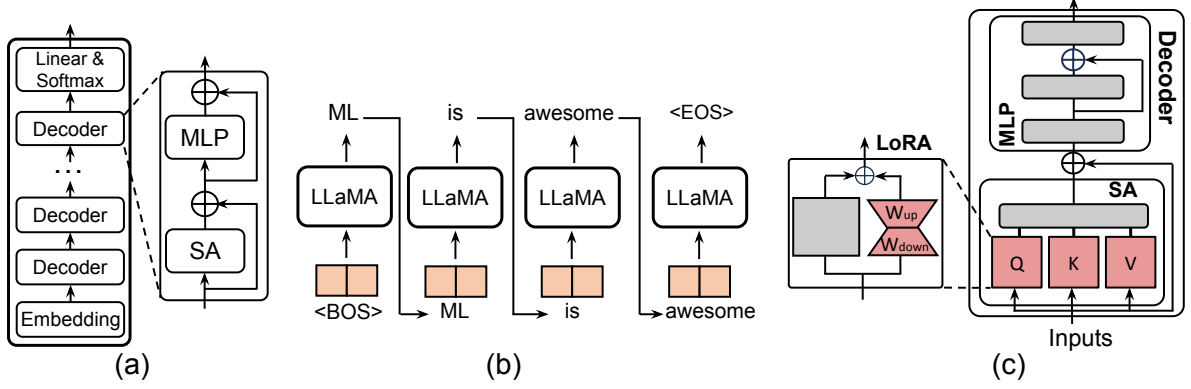 Linear &
Softmax
Decoder
...
Decoder
Decoder
Embedding
MLP
SA
(a)
ML is awesome <EOS>
LLaMA LLaMA LLaMA LLaMA
<BOS> ML is awesome
(b)
Decoder
MLP
LoRA
SA
Wup
Wdown
Q K V
Inputs
(c)